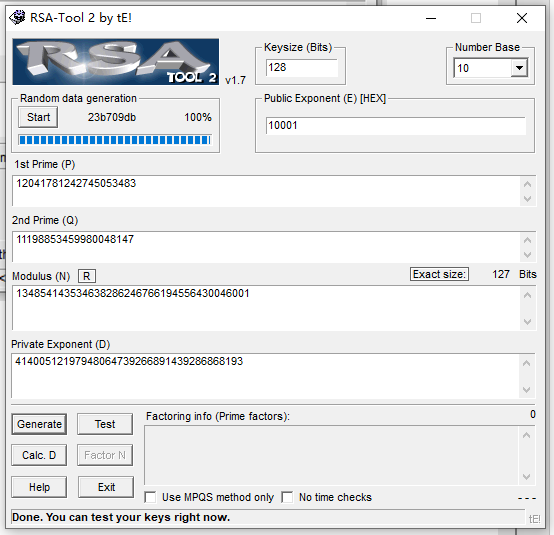 RSA-Tool 2 by tE!
RSA
TOOL 2
v1.7
Keysize (Bits)
128
Number Base
10
Random data generation
Start
23b709db
100%
Public Exponent (E) [HEX]
10001
1st Prime (P)
12041781242745053483
2nd Prime (Q)
11198853459980048147
Modulus (N)
R
Exact size:
127
Bits
134854143534638286246766194556430046001
Private Exponent (D)
41400512197948064739266891439286868193
Generate
Test
Factoring info (Prime factors):
0
Calc. D
Factor N
Help
Exit
Use MPQS method only
No time checks
---
Done. You can test your keys right now.
tE!